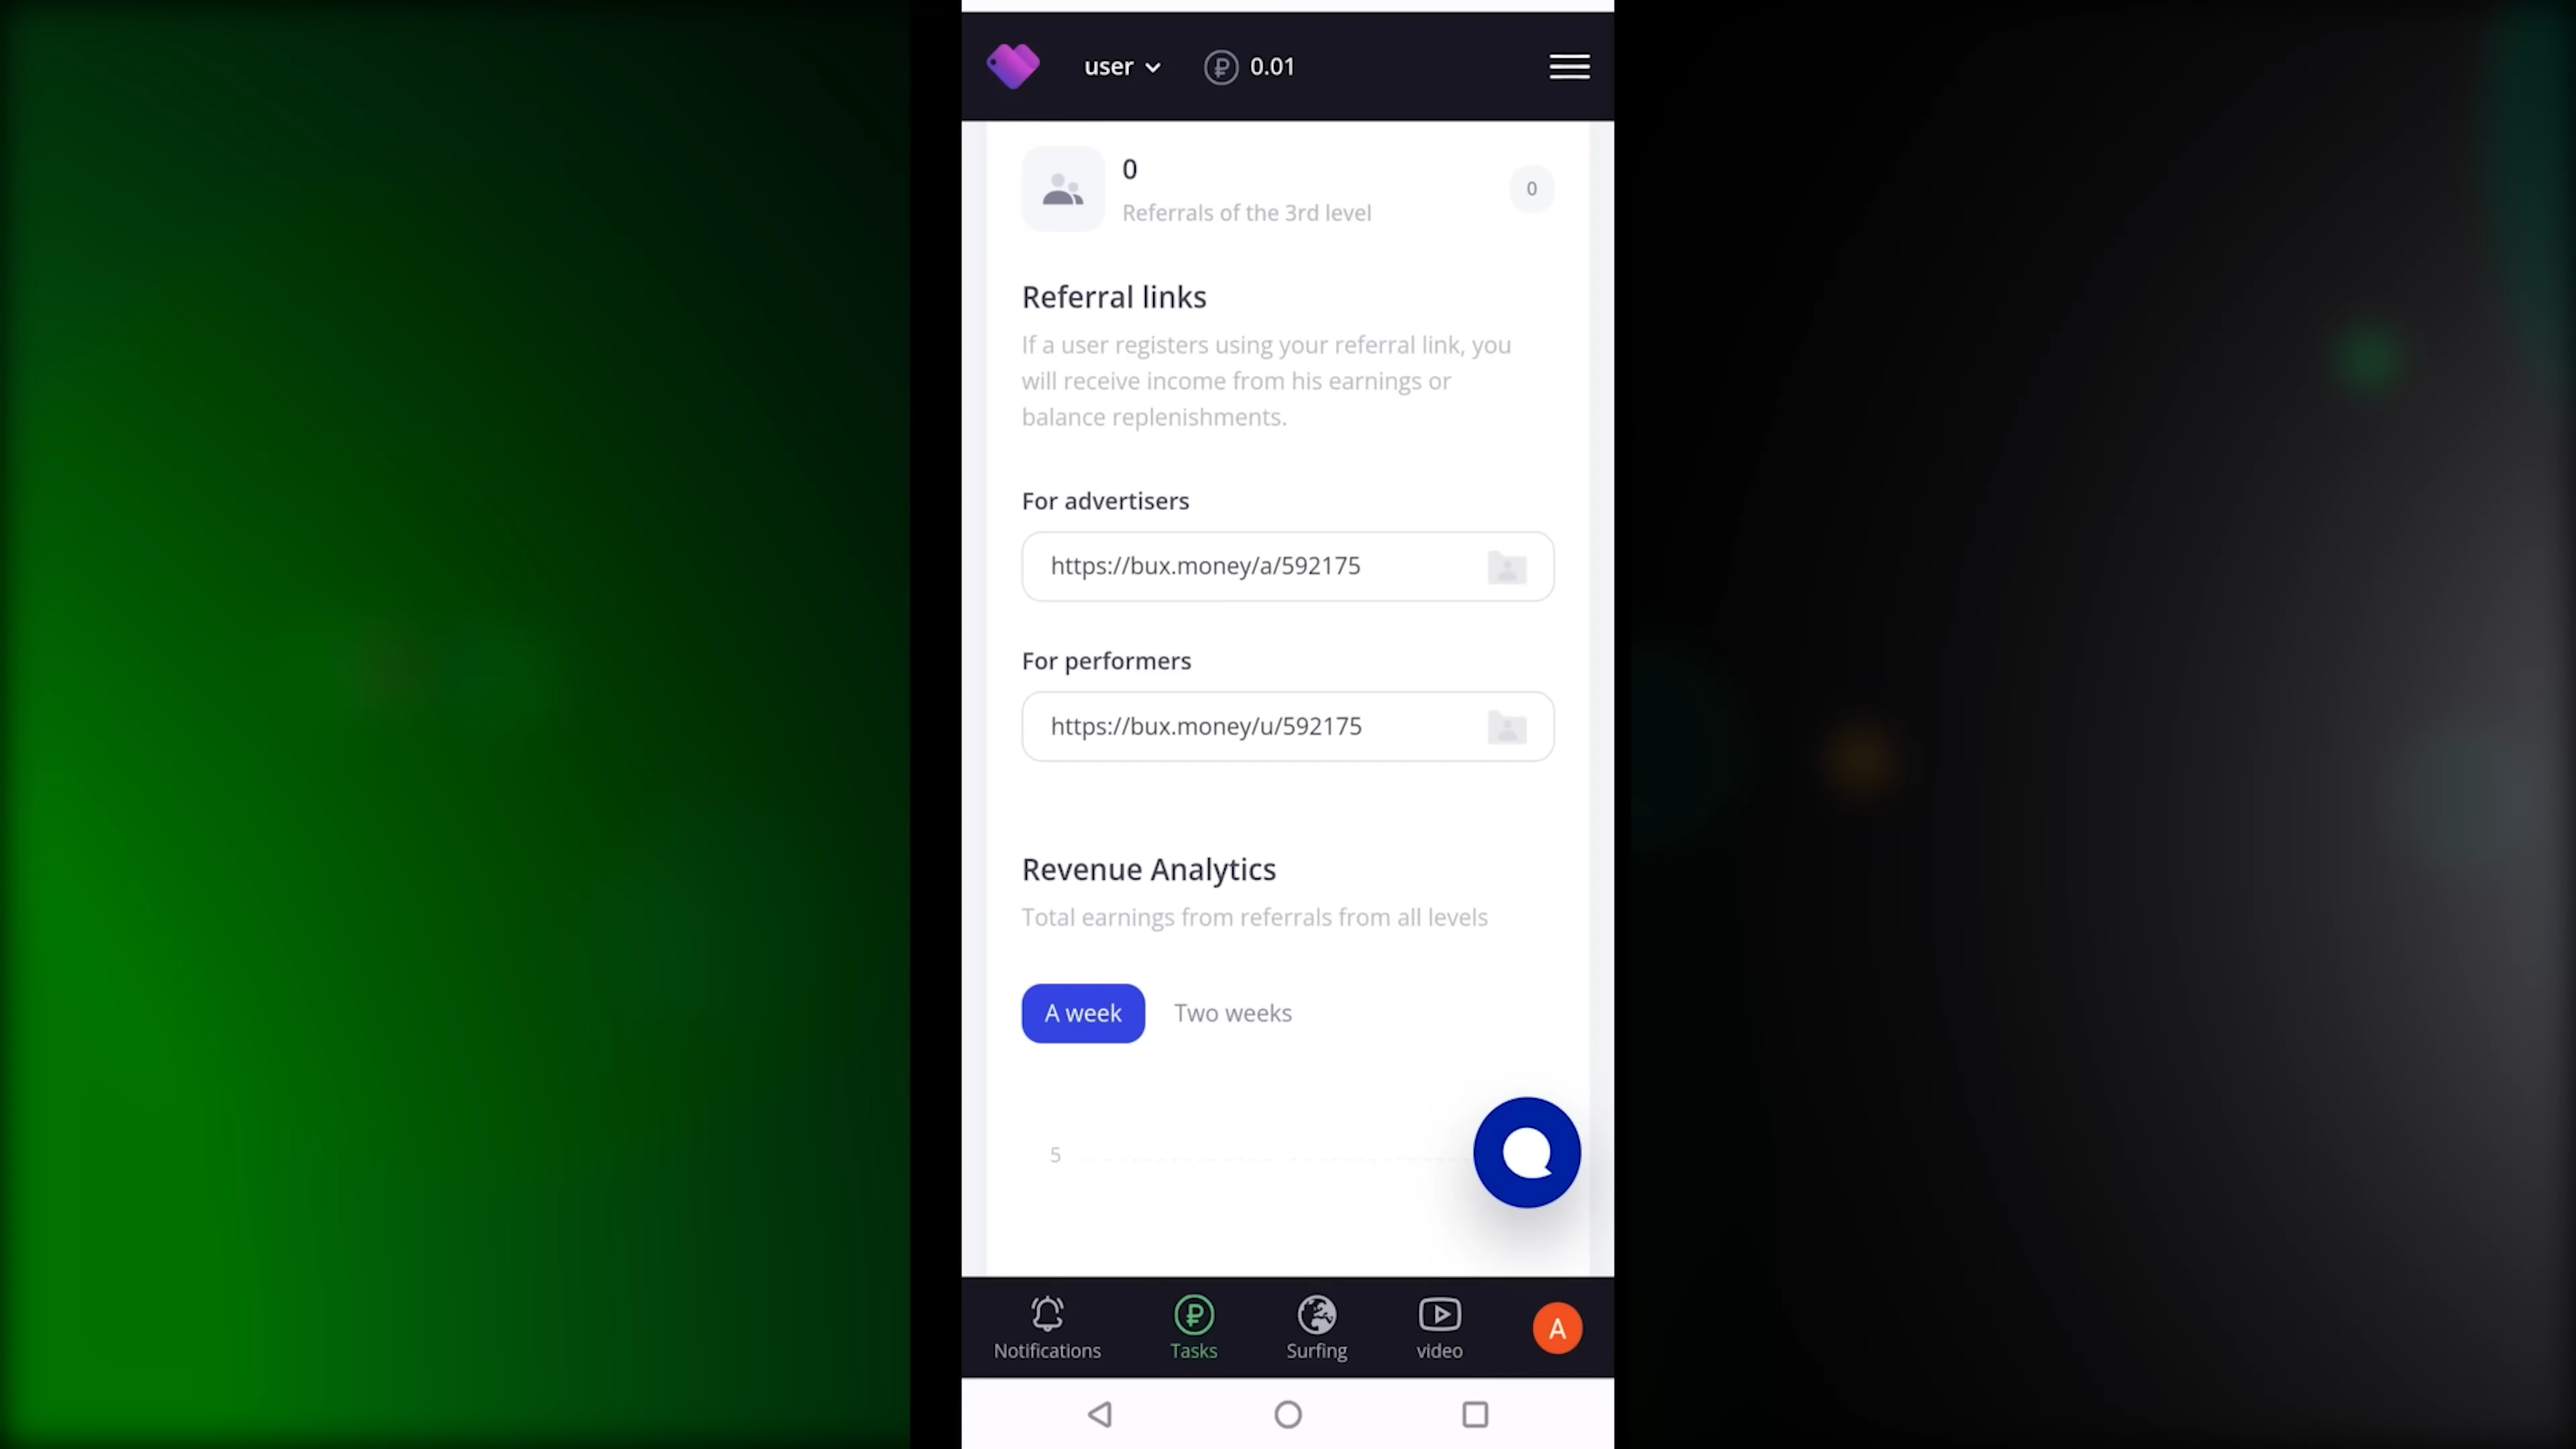 user 0.01
0
Referrals of the 3rd level
0
Referral links
If a user registers using your referral link, you
will receive income from his earnings or
balance replenishments.
For advertisers
https://bux.money/a/592175
For performers
https://bux.money/u/592175
Revenue Analytics
Total earnings from referrals from all levels
A week Two weeks
5
Notifications Tasks Surfing video A